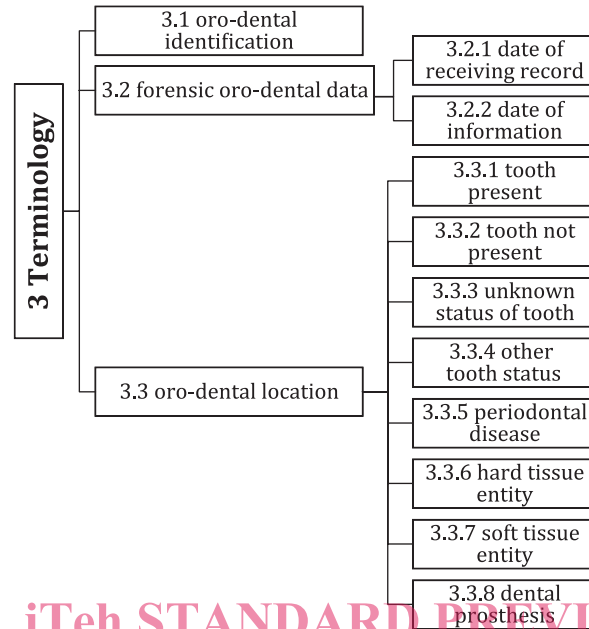 3 Terminology
3.1 oro-dental
identification
3.2 forensic oro-dental data
3.2.1 date of
receiving record
3.2.2 date of
information
3.3 oro-dental location
3.3.1 tooth
present
3.3.2 tooth not
present
3.3.3 unknown
status of tooth
3.3.4 other
tooth status
3.3.5 periodontal
disease
3.3.6 hard tissue
entity
3.3.7 soft tissue
entity
3.3.8 dental
prosthesis
iTeh STANDARD